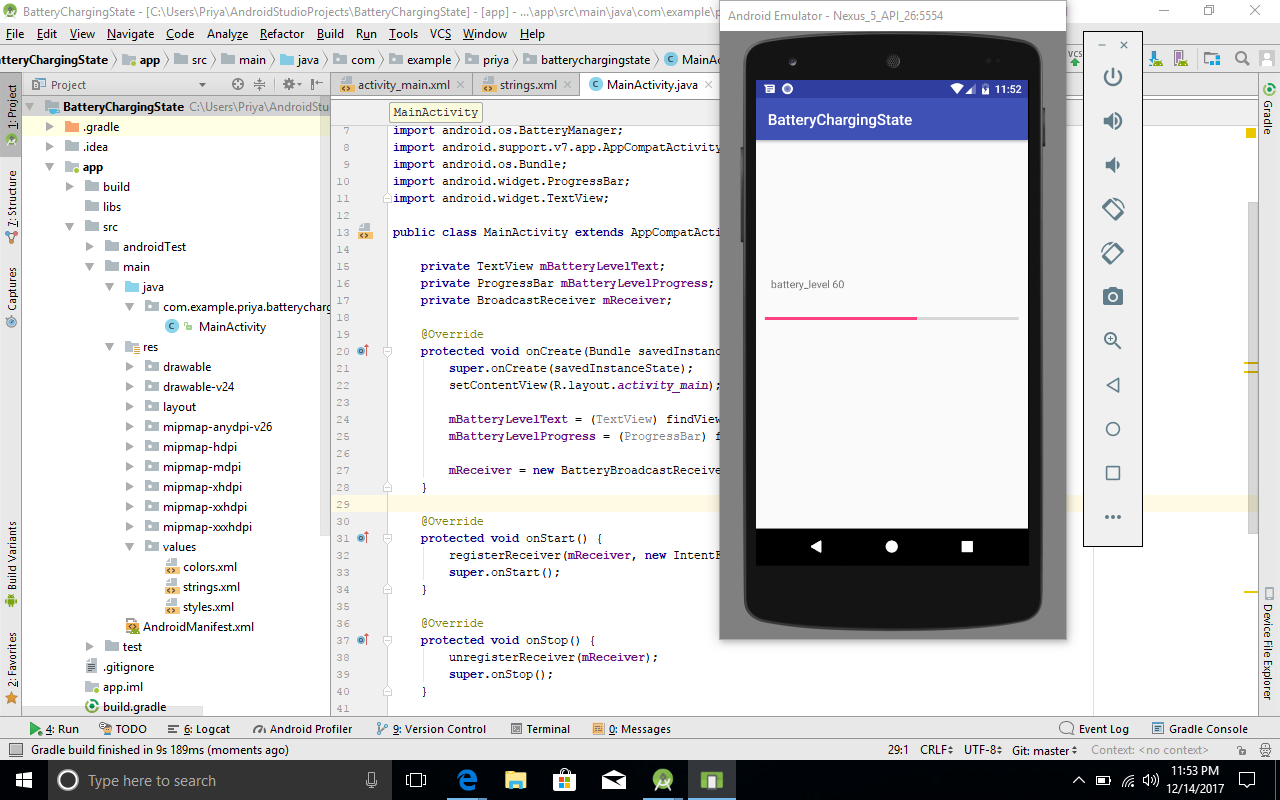 BatteryChargingState - [C:\Users\Priya\AndroidStudioProjects\BatteryChargingState] - [app] - ...\app\src\main\java\com\example\p
File Edit View Navigate Code Analyze Refactor Build Run Tools VCS Window Help
atteryChargingState app src main java com example priya batterychargingstate MainAc
VCS
Project
activity_main.xml
strings.xml
MainActivity.java
1: Project
7: Structure
Captures
Build Variants
2: Favorites
BatteryChargingState C:\Users\Priya\AndroidStu
.gradle
.idea
app
build
libs
src
androidTest
main
java
com.example.priya.batterycharg
MainActivity
res
drawable
drawable-v24
layout
mipmap-anydpi-v26
mipmap-hdpi
mipmap-mdpi
mipmap-xhdpi
mipmap-xxhdpi
mipmap-xxxhdpi
values
colors.xml
strings.xml
styles.xml
AndroidManifest.xml
test
.gitignore
app.iml
build.gradle
MainActivity
7 import android.os.BatteryManager;
8 import android.support.v7.app.AppCompatActivity
9 import android.os.Bundle;
10 import android.widget.ProgressBar;
11 import android.widget.TextView;
12
13 public class MainActivity extends AppCompatActi
14
15 private TextView mBatteryLevelText;
16 private ProgressBar mBatteryLevelProgress;
17 private BroadcastReceiver mReceiver;
18
19 @Override
20 protected void onCreate(Bundle savedInstanc
21 super.onCreate(savedInstanceState);
22 setContentView(R.layout.activity_main);
23
24 mBatteryLevelText = (TextView) findView
25 mBatteryLevelProgress = (ProgressBar) f
26
27 mReceiver = new BatteryBroadcastReceive
28 }
29
30 @Override
31 protected void onStart() {
32 registerReceiver(mReceiver, new IntentF
33 super.onStart();
34 }
35
36 @Override
37 protected void onStop() {
38 unregisterReceiver(mReceiver);
39 super.onStop();
40 }
41
Android Emulator - Nexus_5_API_26:5554
11:52
BatteryChargingState
battery_level 60
Gradle
Device File Explorer
4: Run TODO 6: Logcat Android Profiler 9: Version Control Terminal 0: Messages Event Log Gradle Console
Gradle build finished in 9s 189ms (moments ago) 29:1 CRLF UTF-8 Git: master Context: <no context>
Type here to search
11:53 PM
12/14/2017